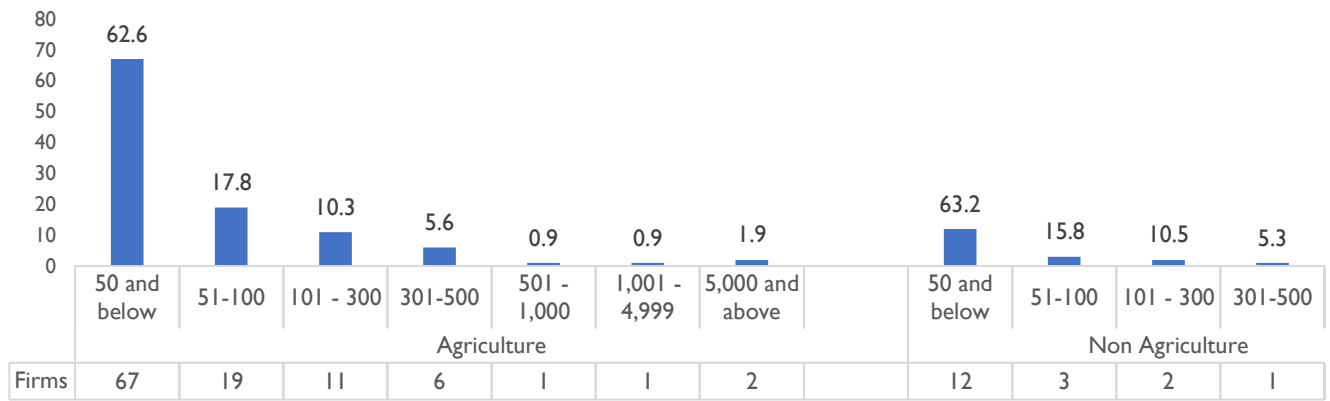 80
70
60
50
40
30
20
10
0
62.6
17.8
10.3
5.6
0.9
0.9
1.9
63.2
15.8
10.5
5.3
50 and below
51-100
101 - 300
301-500
501 - 1,000
1,001 - 4,999
5,000 and above
50 and below
51-100
101 - 300
301-500
Agriculture
Non Agriculture
Firms 67 19 11 6 1 1 2 12 3 2 1